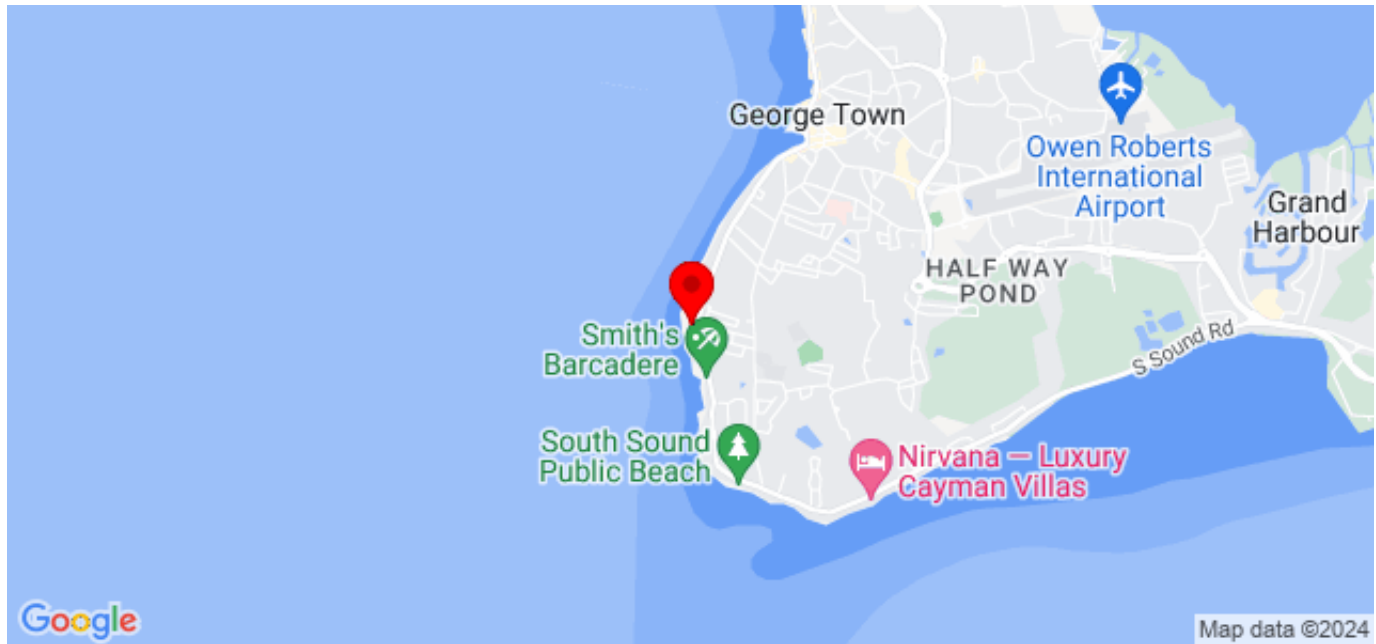 George Town
Owen Roberts
International
Airport
Grand
Harbour
HALF WAY
POND
Smith's
Barcadere
S Sound Rd
South Sound
Public Beach
Nirvana — Luxury
Cayman Villas
Google
Map data ©2024